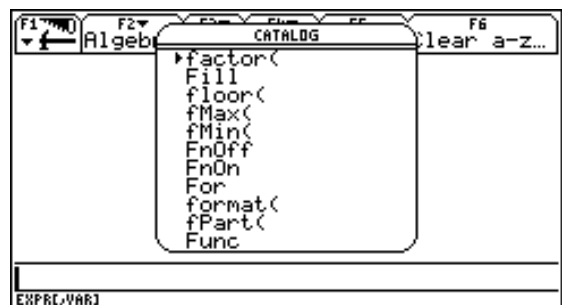 F1 F2▼ F6
Algeb CATALOG Clear a-z…
▶factor(
Fill
floor(
fMax(
fMin(
FnOff
FnOn
For
format(
fPart(
Func
EXPR[,VAR]